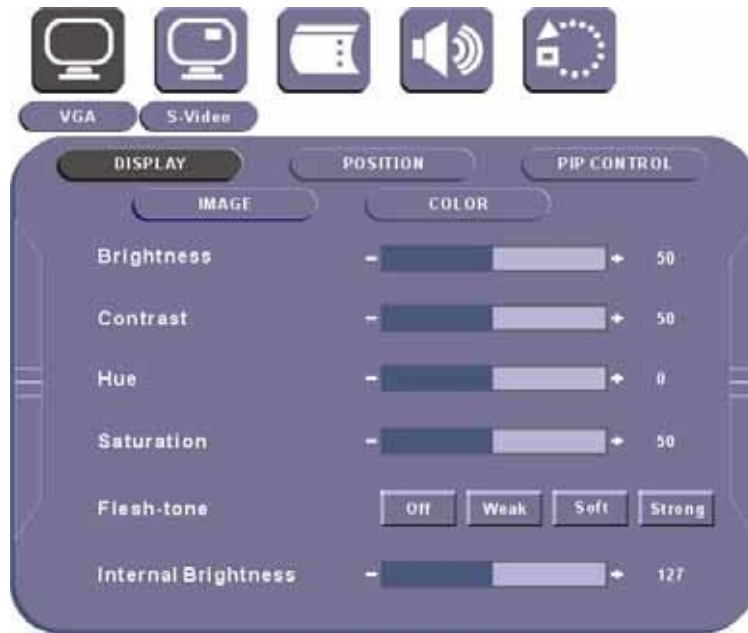 VGA S-Video
DISPLAY POSITION PIP CONTROL
IMAGE COLOR
Brightness - + 50
Contrast - + 50
Hue - + 0
Saturation - + 50
Flesh-tone Off Weak Soft Strong
Internal Brightness - + 127